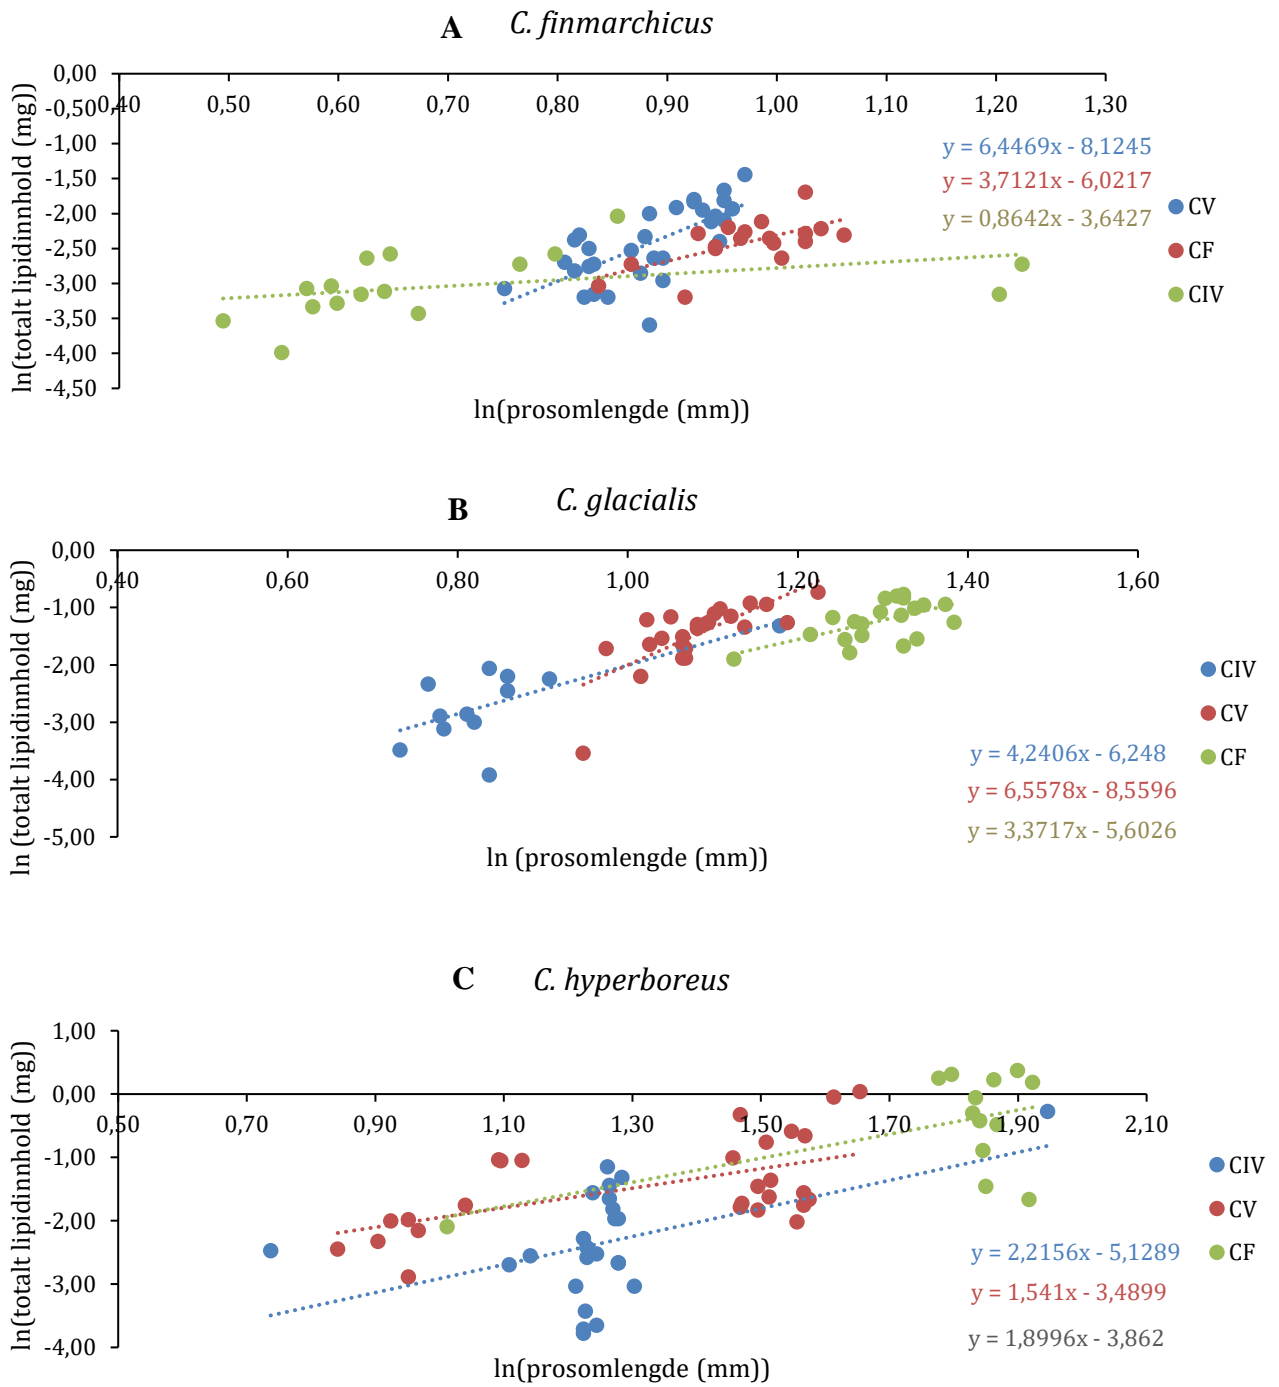 A C. finmarchicus
0,00
-0,50
-1,00
-1,50
-2,00
-2,50
-3,00
-3,50
-4,00
-4,50
0,40 0,50 0,60 0,70 0,80 0,90 1,00 1,10 1,20 1,30
ln(totalt lipidinnhold (mg))
ln(prosomlengde (mm))
y = 6,4469x - 8,1245
y = 3,7121x - 6,0217
y = 0,8642x - 3,6427
CV
CF
CIV
B C. glacialis
0,00
-1,00
-2,00
-3,00
-4,00
-5,00
0,40 0,60 0,80 1,00 1,20 1,40 1,60
ln (totalt lipidinnhold (mg))
ln (prosomlengde (mm))
y = 4,2406x - 6,248
y = 6,5578x - 8,5596
y = 3,3717x - 5,6026
CIV
CV
CF
C C. hyperboreus
1,00
0,00
-1,00
-2,00
-3,00
-4,00
0,50 0,70 0,90 1,10 1,30 1,50 1,70 1,90 2,10
ln(totalt lipidinnhold (mg))
ln(prosomlengde (mm))
y = 2,2156x - 5,1289
y = 1,541x - 3,4899
y = 1,8996x - 3,862
CIV
CV
CF